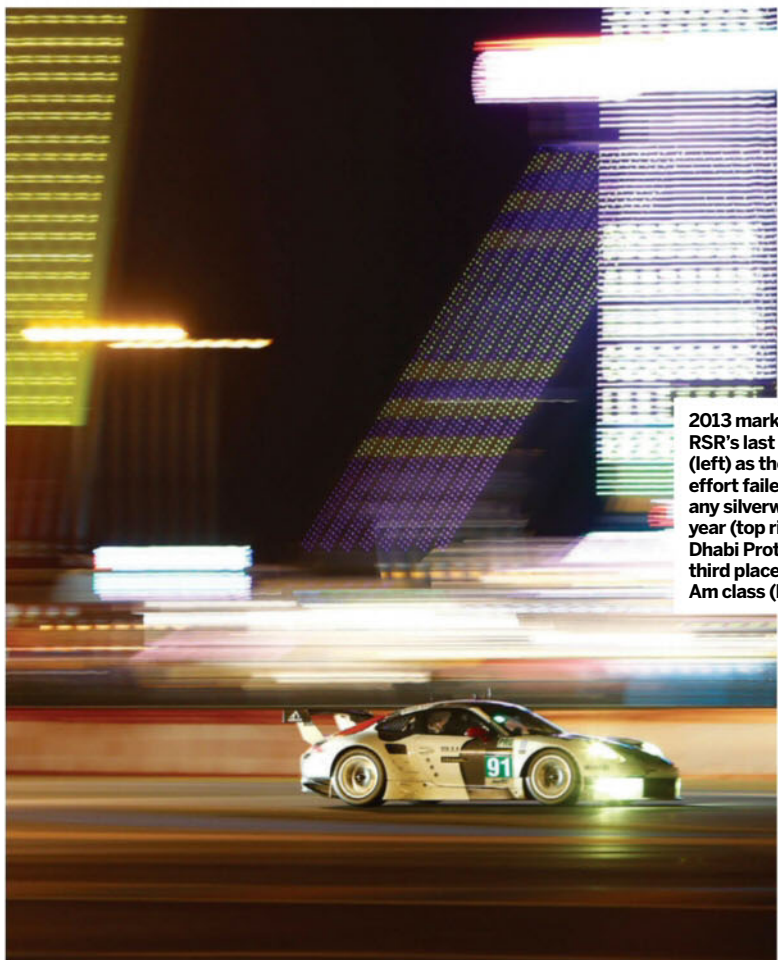 2013 mark
RSR's last
(left) as the
effort faile
any silverw
year (top ri
Dhabi Prot
third place
Am class (
91